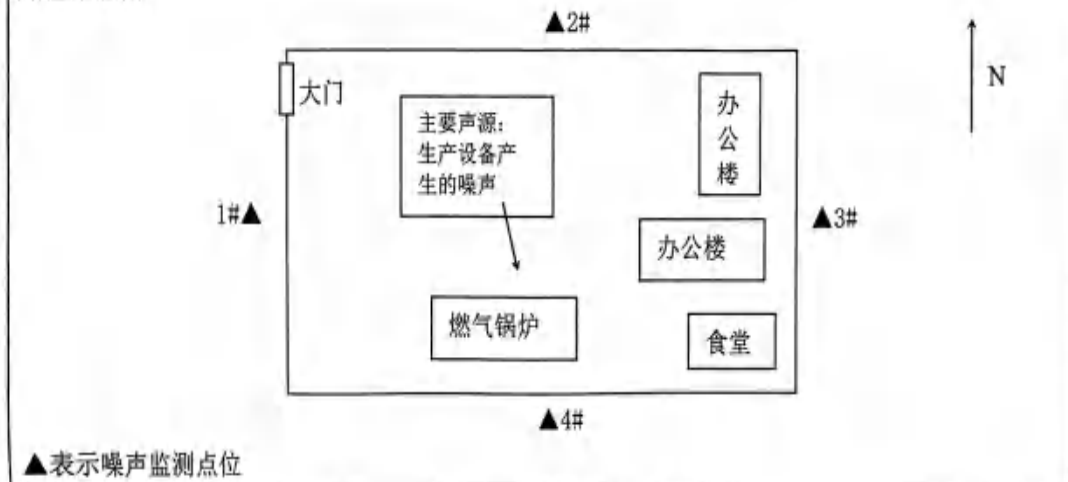 ▲2#
N
大门
主要声源:
生产设备产
生的噪声
办
公
楼
1#▲
▲3#
办公楼
燃气锅炉
食堂
▲4#
▲表示噪声监测点位